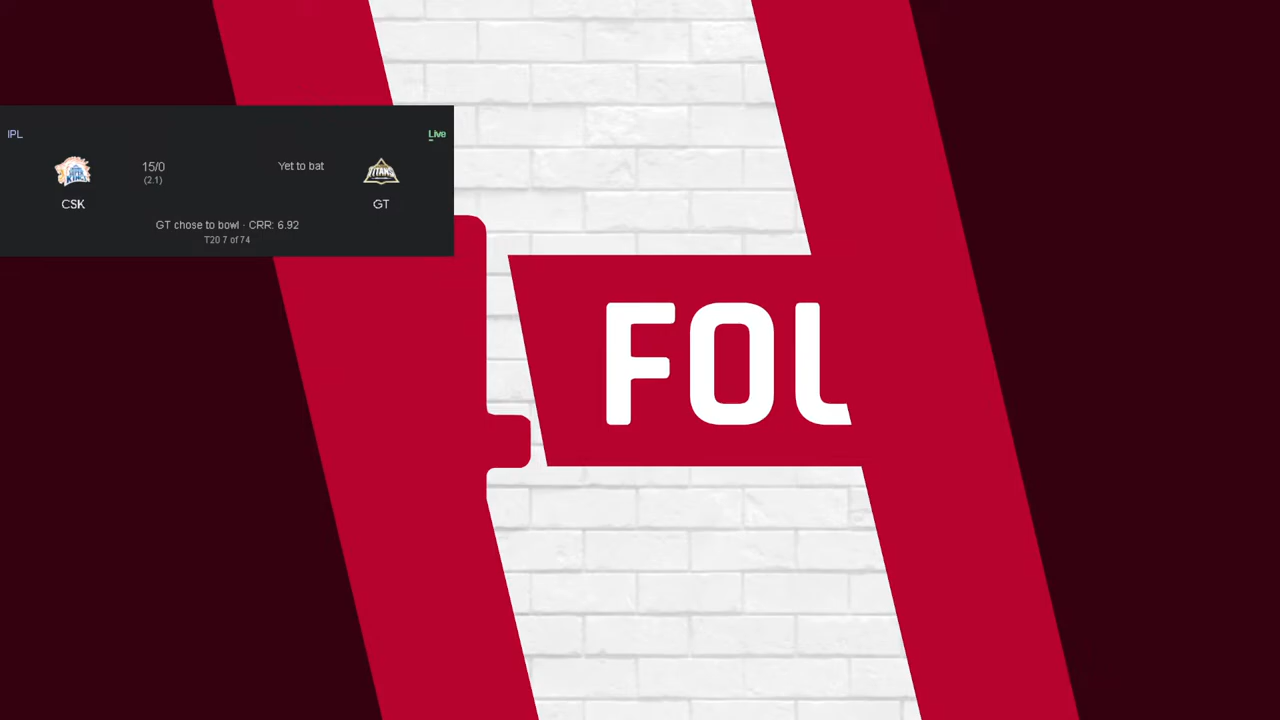 IPL
Live
15/0
Yet to bat
(2.1)
TITANS
CSK
GT
GT chose to bowl · CRR: 6.92
T20 7 of 74
FOL